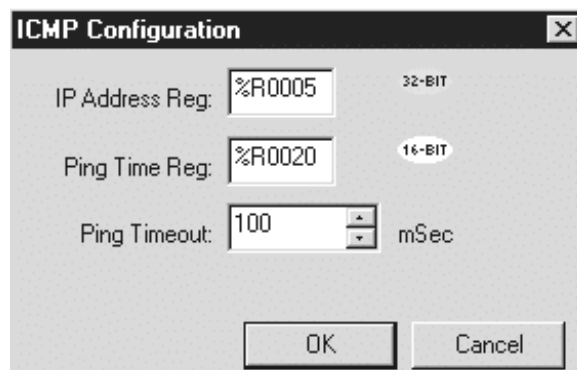 ICMP Configuration
IP Address Reg: %R0005 32-BIT
Ping Time Reg: %R0020 16-BIT
Ping Timeout: 100 mSec
OK Cancel